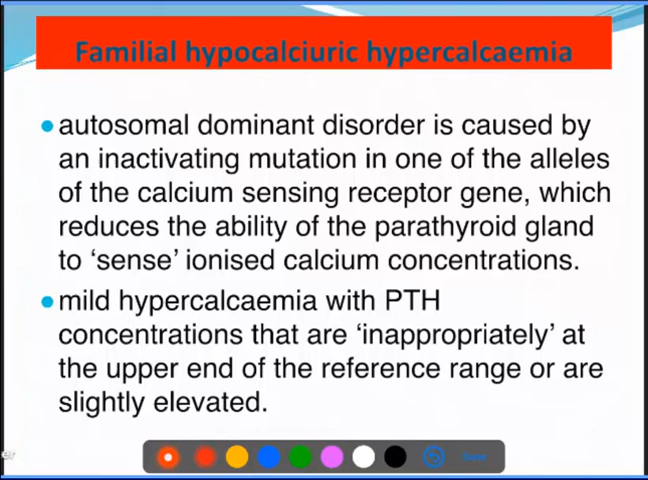 Familial hypocalciuric hypercalcaemia
autosomal dominant disorder is caused by
an inactivating mutation in one of the alleles
of the calcium sensing receptor gene, which
reduces the ability of the parathyroid gland
to ‘sense’ ionised calcium concentrations.
mild hypercalcaemia with PTH
concentrations that are ‘inappropriately’ at
the upper end of the reference range or are
slightly elevated.
er